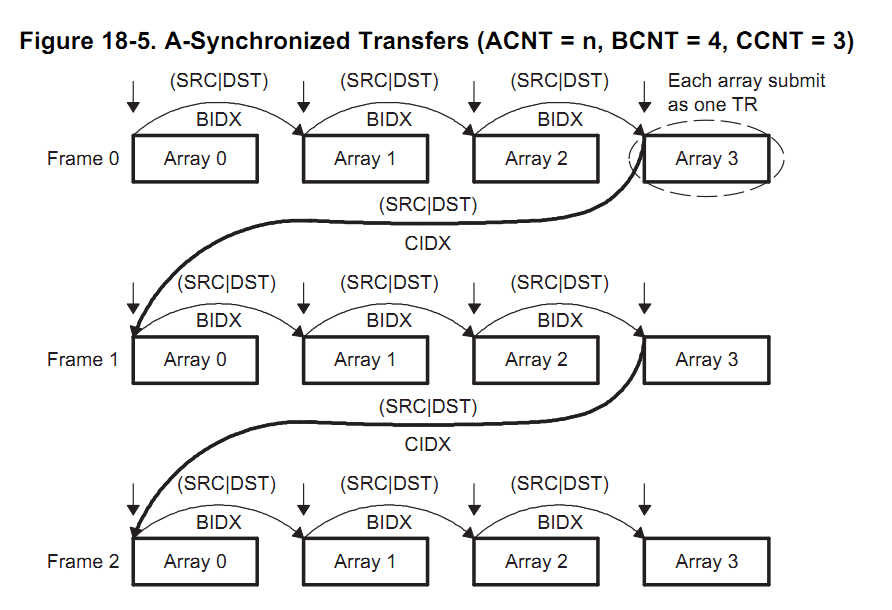 Figure 18-5. A-Synchronized Transfers (ACNT = n, BCNT = 4, CCNT = 3)
(SRC|DST) (SRC|DST) (SRC|DST) Each array submit
as one TR
BIDX BIDX BIDX
Frame 0 Array 0 Array 1 Array 2 Array 3
(SRC|DST)
CIDX
(SRC|DST) (SRC|DST) (SRC|DST)
BIDX BIDX BIDX
Frame 1 Array 0 Array 1 Array 2 Array 3
(SRC|DST)
CIDX
(SRC|DST) (SRC|DST) (SRC|DST)
BIDX BIDX BIDX
Frame 2 Array 0 Array 1 Array 2 Array 3